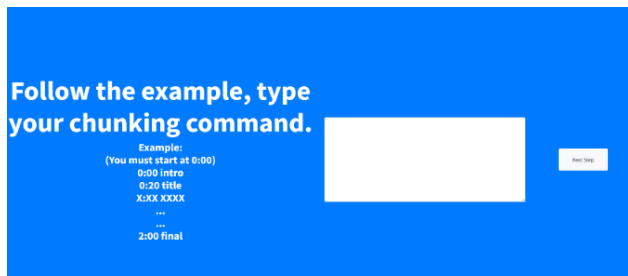 Follow the example, type
your chunking command.
Example:
(You must start at 0:00)
0:00 intro
0:20 title
X:XX XXXX
...
...
2:00 final
Next Step